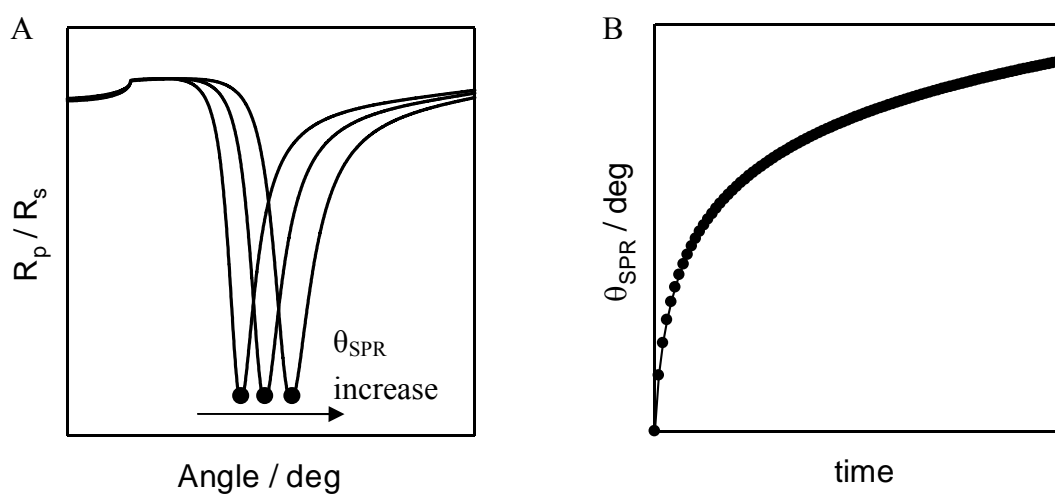 A
R_p / R_s
θ_SPR
increase
Angle / deg
B
θ_SPR / deg
time